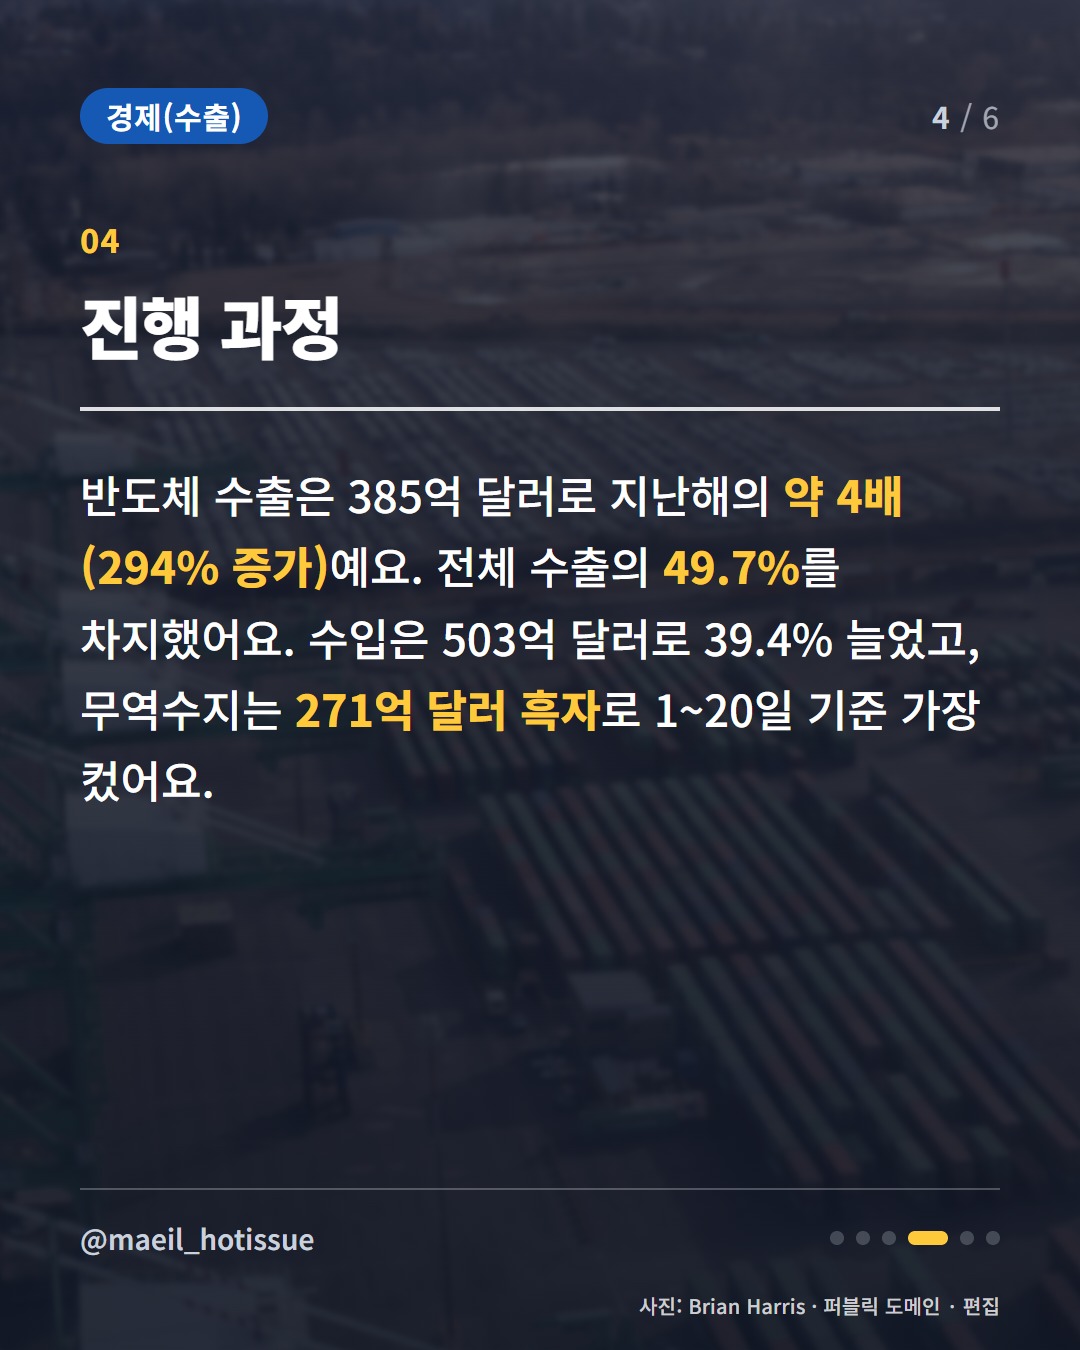 경제(수출)
4 / 6
04
진행 과정
반도체 수출은 385억 달러로 지난해의 약 4배
(294% 증가)예요. 전체 수출의 49.7%를
차지했어요. 수입은 503억 달러로 39.4% 늘었고,
무역수지는 271억 달러 흑자로 1~20일 기준 가장
컸어요.
@maeil_hotissue
사진: Brian Harris · 퍼블릭 도메인 · 편집